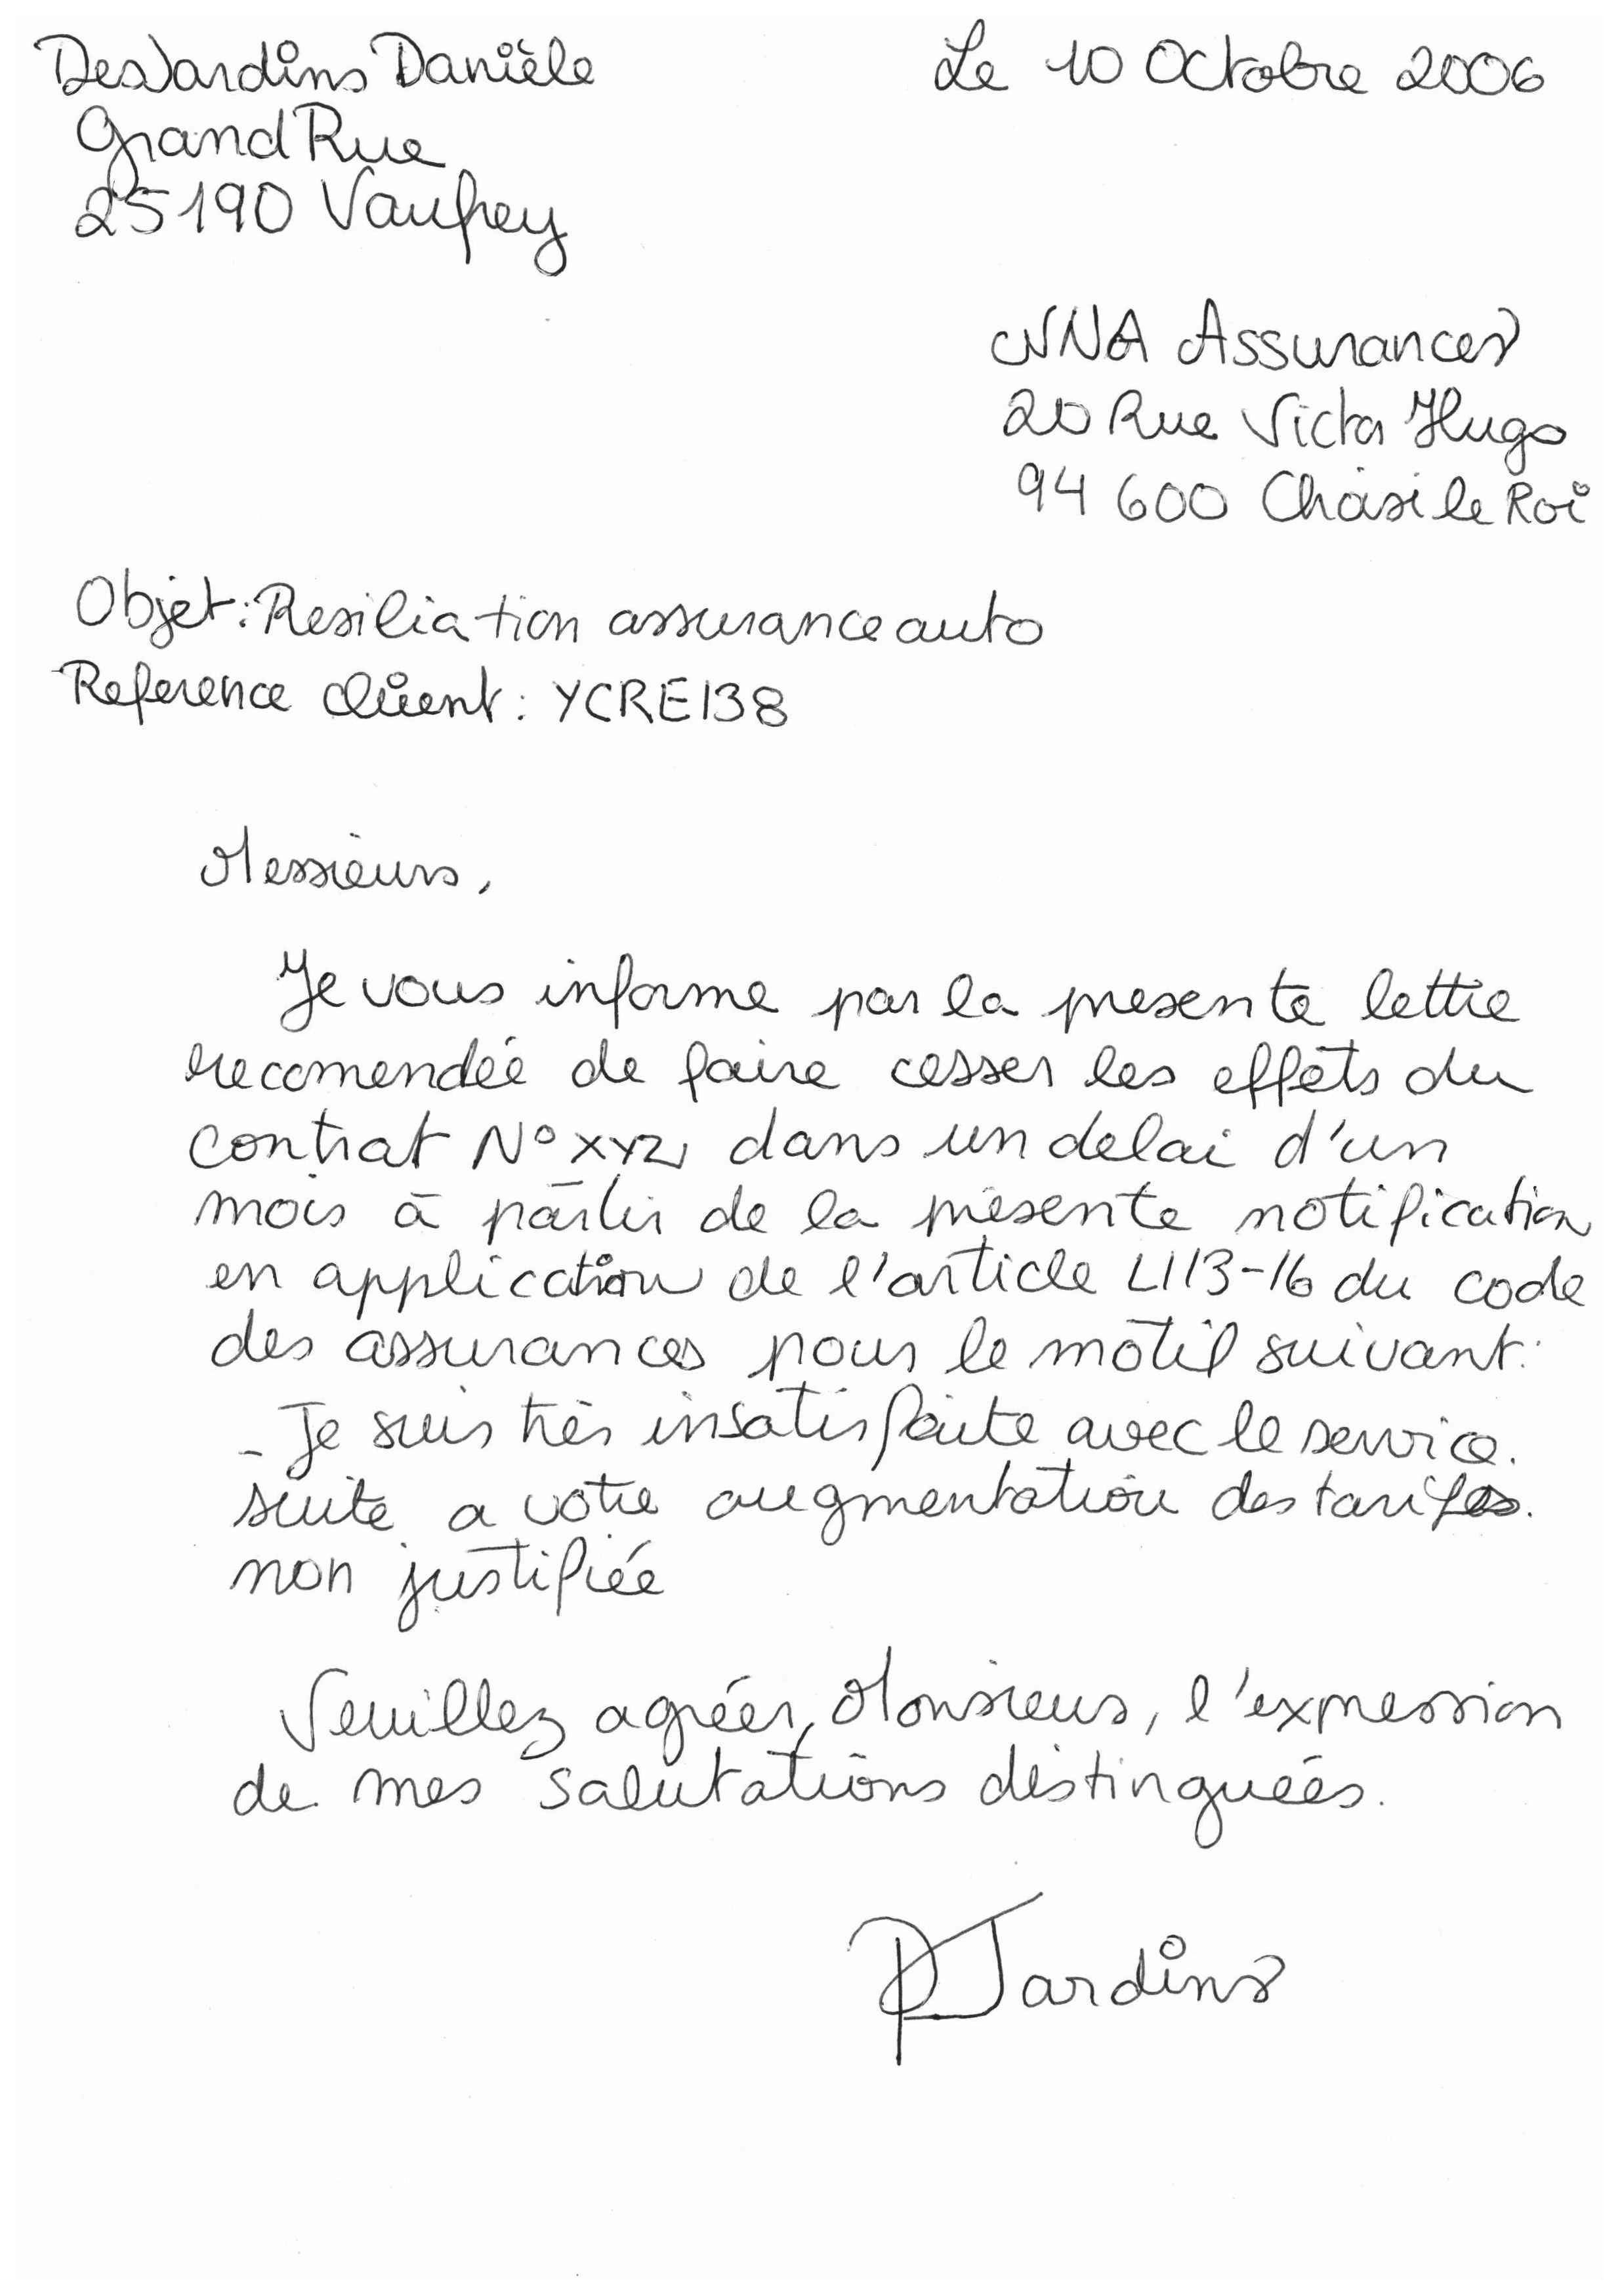 DesJardins Danièle
Le 10 Octobre 2006
Grand Rue
25190 Vaufrey
NNA Assurances
20 Rue Victor Hugo
94 600 Choisi le Roi
Objet : Resiliation assurance auto
Reference client : YCRE138
Messieurs,
Je vous informe par la presente lettre
recomendée de faire cesser les effets du
contrat N° XYZ, dans un delai d'un
mois à partir de la présente notification
en application de l'article L113-16 du code
des assurances pour le motif suivant :
- Je suis très insatisfaite avec le service.
suite a votre augmentation des tarifes.
non justifiée
Veuillez agréer, Monsieur, l'expression
de mes salutations distinguées.
D Jardins